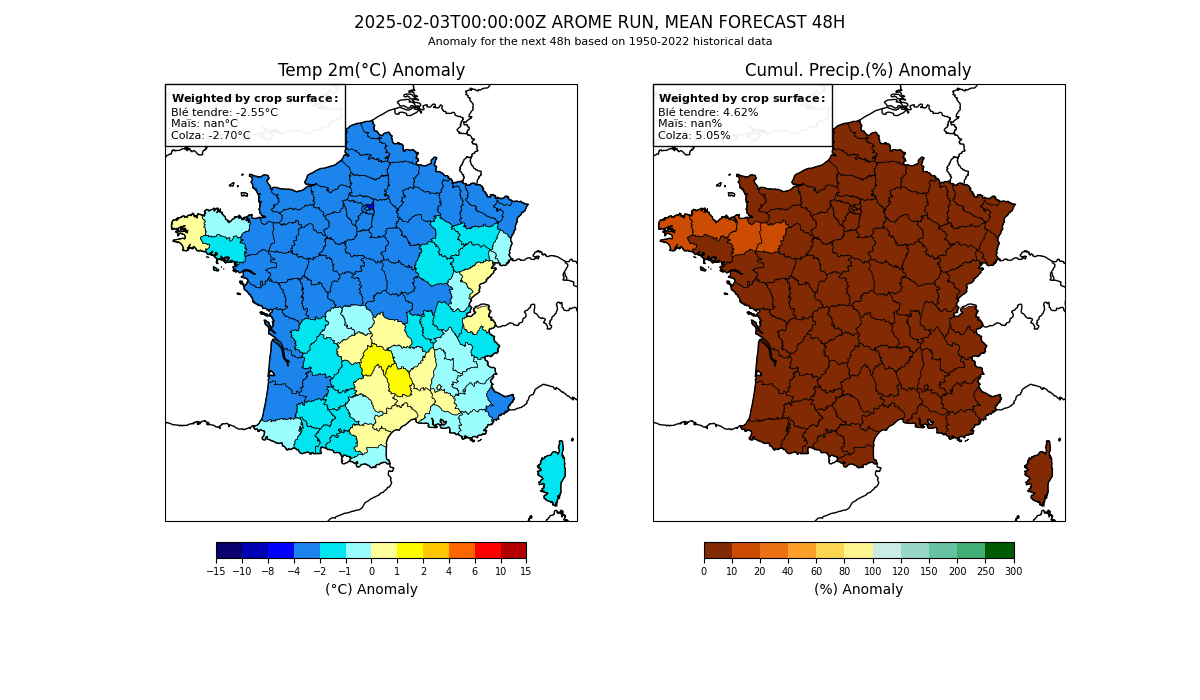 2025-02-03T00:00:00Z AROME RUN, MEAN FORECAST 48H
Anomaly for the next 48h based on 1950-2022 historical data
Temp 2m(°C) Anomaly
Weighted by crop surface:
Blé tendre: -2.55°C
Maïs: nan°C
Colza: -2.70°C
−15 −10 −8 −4 −2 −1 0 1 2 4 6 10 15
(°C) Anomaly
Cumul. Precip.(%) Anomaly
Weighted by crop surface:
Blé tendre: 4.62%
Maïs: nan%
Colza: 5.05%
0 10 20 40 60 80 100 120 150 200 250 300
(%) Anomaly